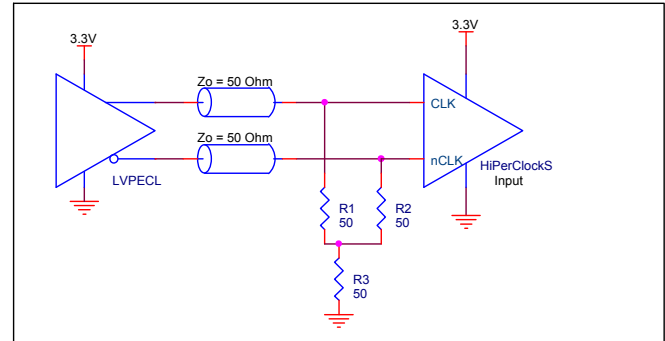 3.3V
3.3V
Zo = 50 Ohm
CLK
Zo = 50 Ohm
nCLK
HiPerClockS
Input
LVPECL
R1
50
R2
50
R3
50